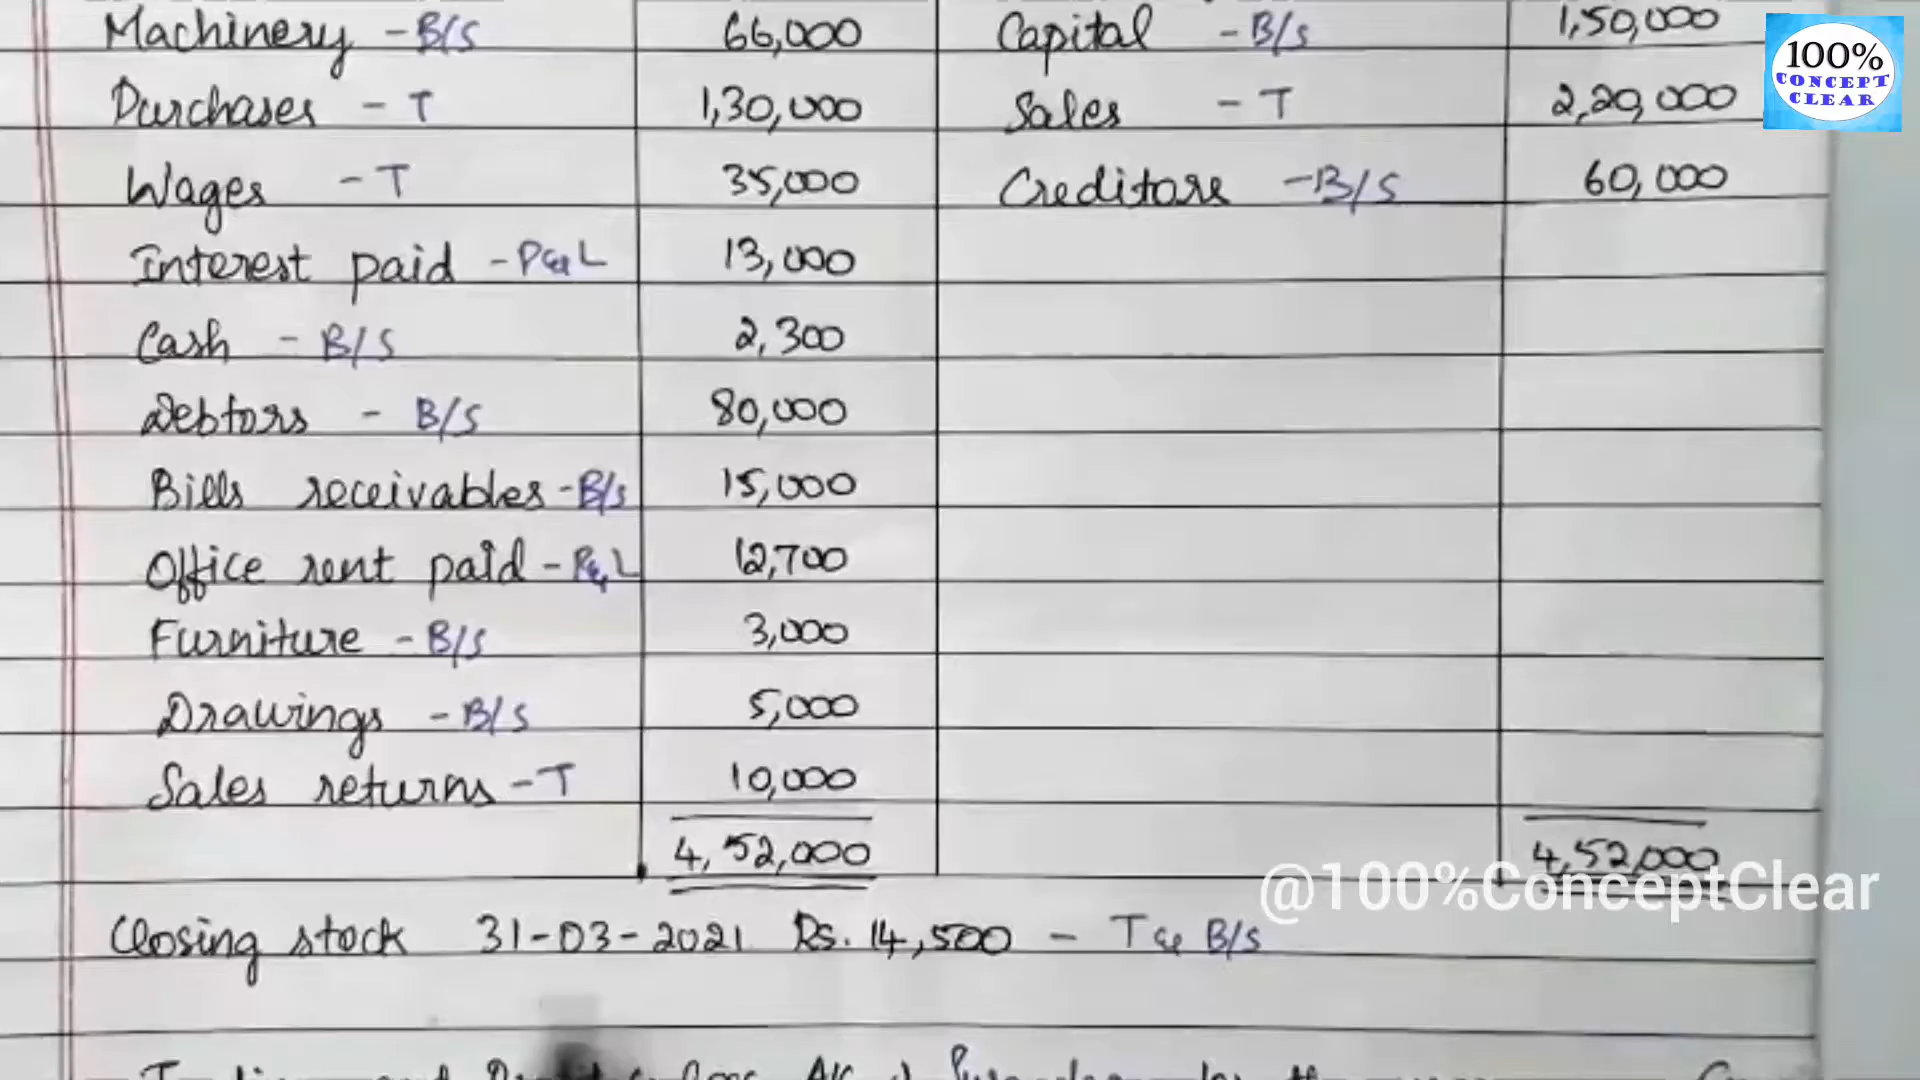 Machinery - B/S 66,000 Capital - B/S 1,50,000
Purchases - T 1,30,000 Sales - T 2,20,000
Wages - T 35,000 Creditors - B/S 60,000
Interest paid - P&L 13,000
Cash - B/S 2,300
Debtors - B/S 80,000
Bills receivables - B/S 15,000
Office rent paid - P&L 12,700
Furniture - B/S 3,000
Drawings - B/S 5,000
Sales returns - T 10,000
4,52,000 4,52,000
Closing stock 31-03-2021 Rs. 14,500 - T & B/S
100%
CONCEPT
CLEAR
@100%ConceptClear